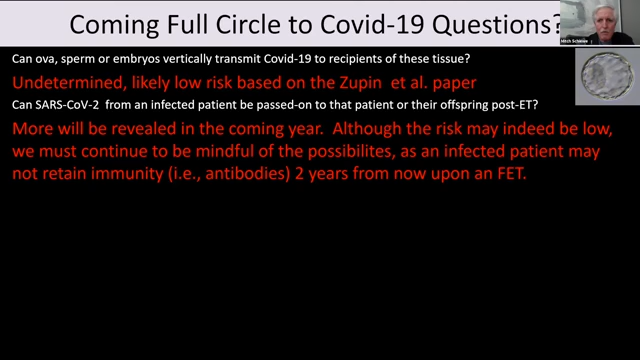 Coming Full Circle to Covid-19 Questions?
Mitch Schiewe
Can ova, sperm or embryos vertically transmit Covid-19 to recipients of these tissue?
Undetermined, likely low risk based on the Zupin et al. paper
Can SARS-CoV-2 from an infected patient be passed-on to that patient or their offspring post-ET?
More will be revealed in the coming year. Although the risk may indeed be low,
we must continue to be mindful of the possibilites, as an infected patient may
not retain immunity (i.e., antibodies) 2 years from now upon an FET.